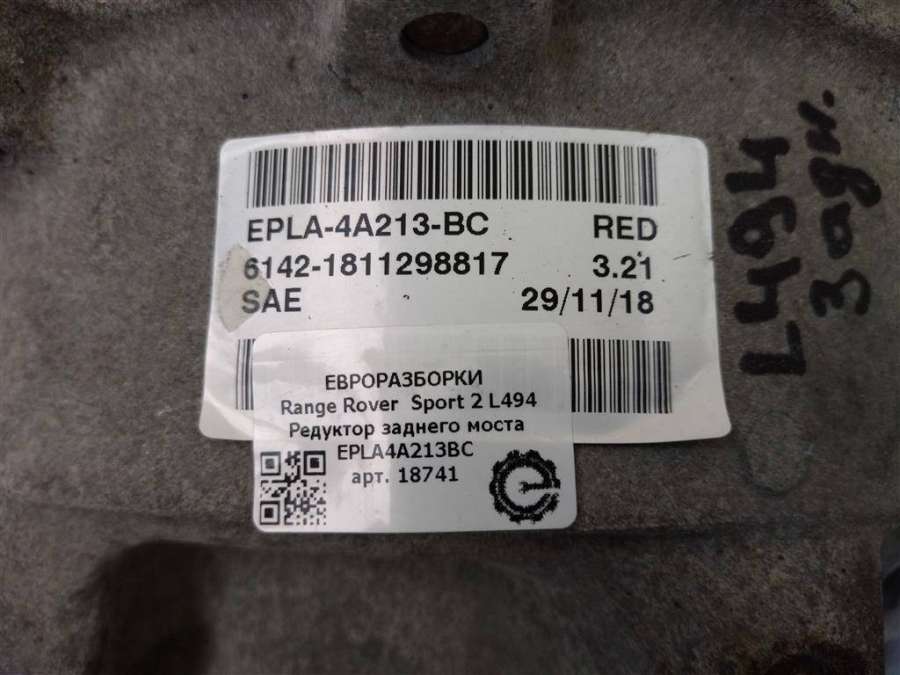 EPLA-4A213-BC RED
6142-1811298817 3.21
SAE 29/11/18
ЕВРОРАЗБОРКИ
Range Rover Sport 2 L494
Редуктор заднего моста
EPLA4A213BC
арт. 18741
L494
Задн.